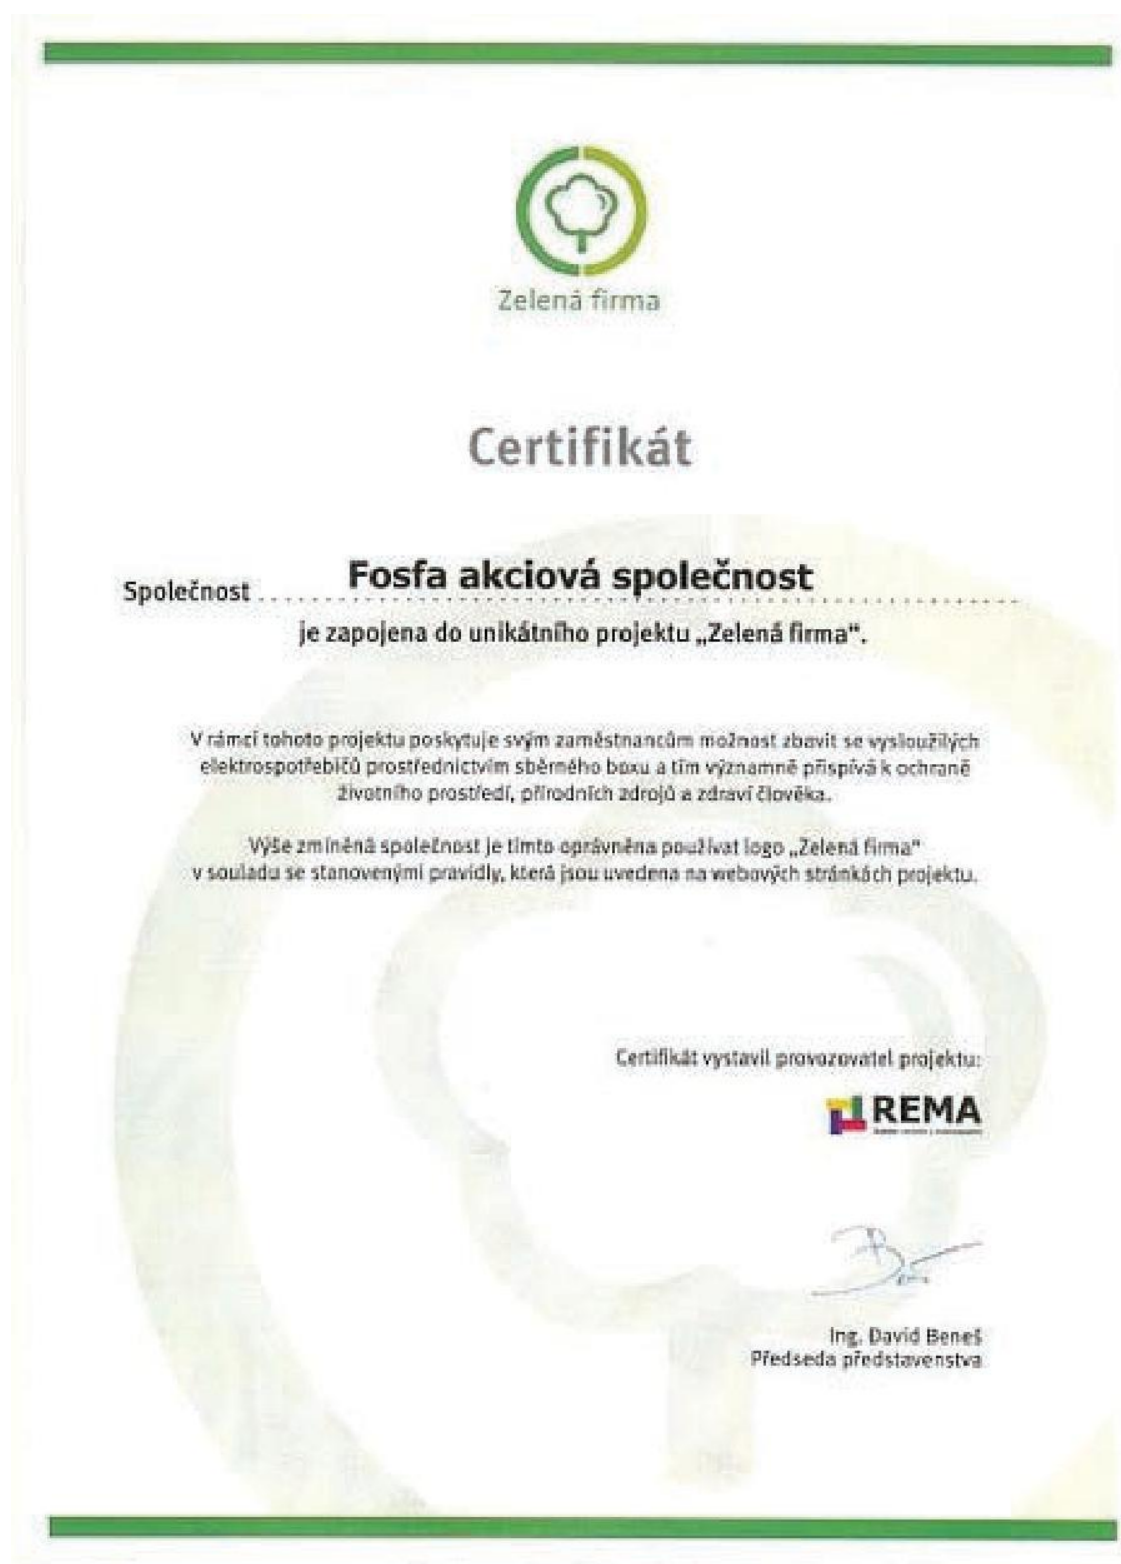 Zelená firma
Certifikát
Společnost Fosfa akciová společnost
je zapojena do unikátního projektu „Zelená firma“.
V rámci tohoto projektu poskytuje svým zaměstnancům možnost zbavit se vysloužilých
elektrospotřebičů prostřednictvím sběrného boxu a tím významně přispívá k ochraně
životního prostředí, přírodních zdrojů a zdraví člověka.
Výše zmíněná společnost je tímto oprávněna používat logo „Zelená firma“
v souladu se stanovenými pravidly, která jsou uvedena na webových stránkách projektu.
Certifikát vystavil provozovatel projektu:
REMA
Ing. David Beneš
Předseda představenstva